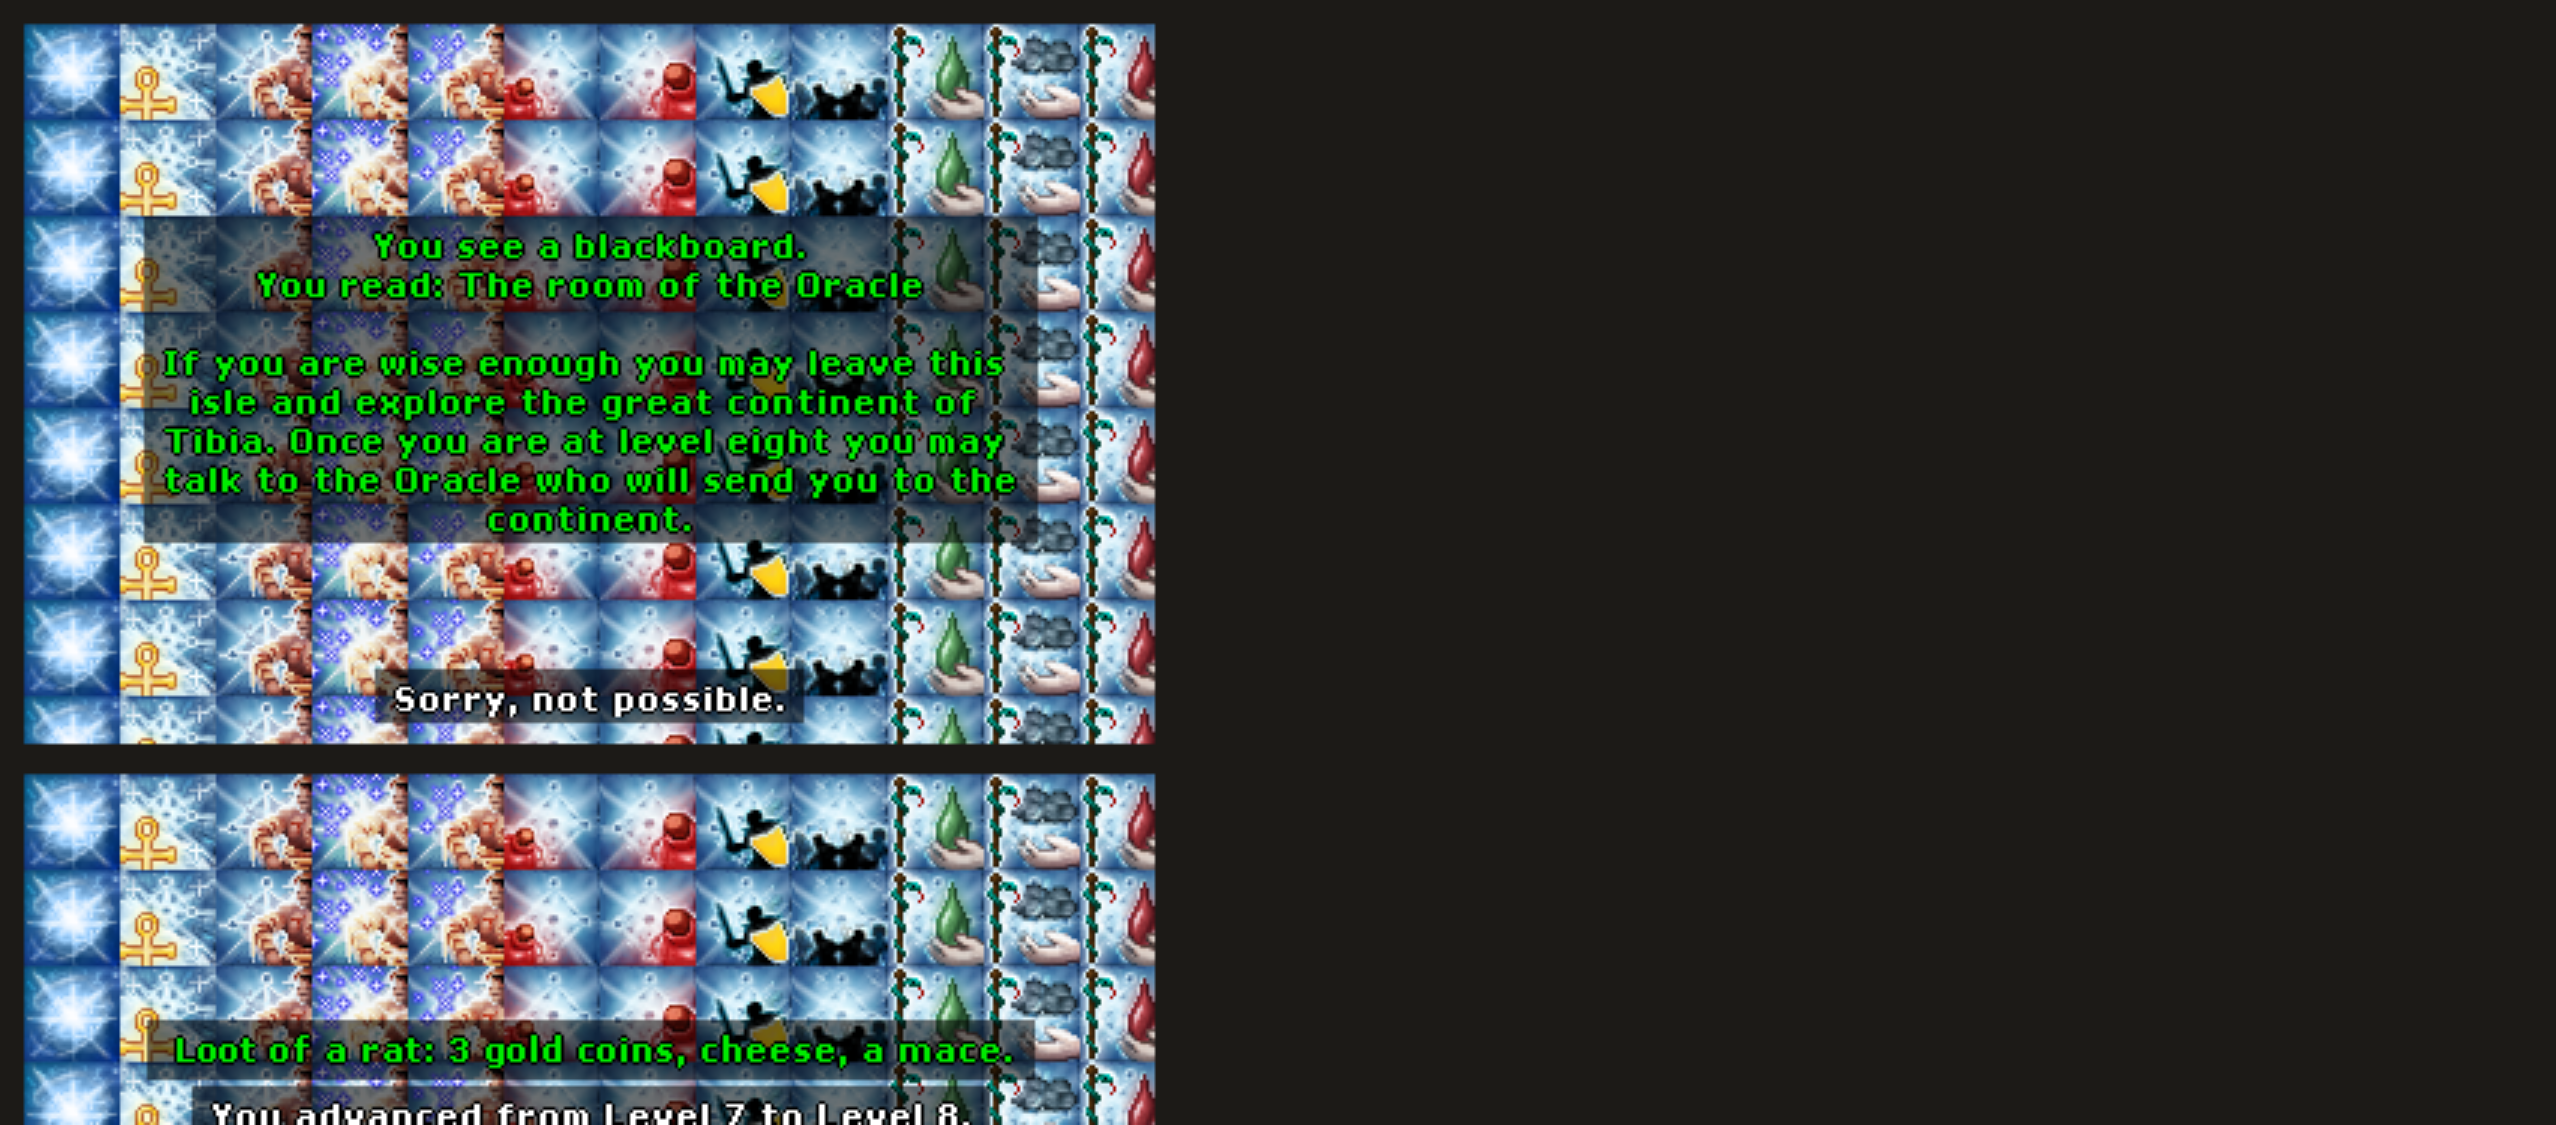 You see a blackboard.
You read: The room of the Oracle
If you are wise enough you may leave this
isle and explore the great continent of
Tibia. Once you are at level eight you may
talk to the Oracle who will send you to the
continent.
Sorry, not possible.
Loot of a rat: 3 gold coins, cheese, a mace.
You advanced from Level 7 to Level 8.